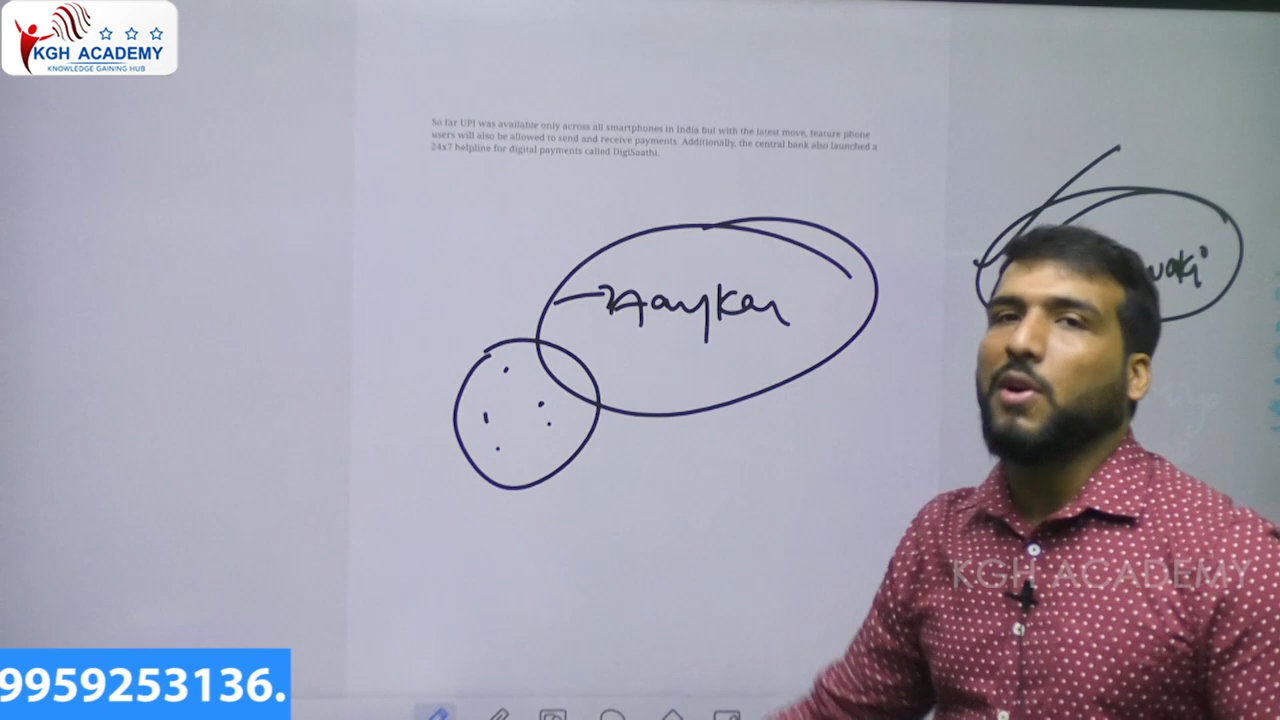 KGH ACADEMY
KNOWLEDGE GAINING HUB
So far UPI was available only across all smartphones in India but with the latest move, feature phone
users will also be allowed to send and receive payments. Additionally, the central bank also launched a
24x7 helpline for digital payments called DigiSaathi.
KGH ACADEMY
9959253136.